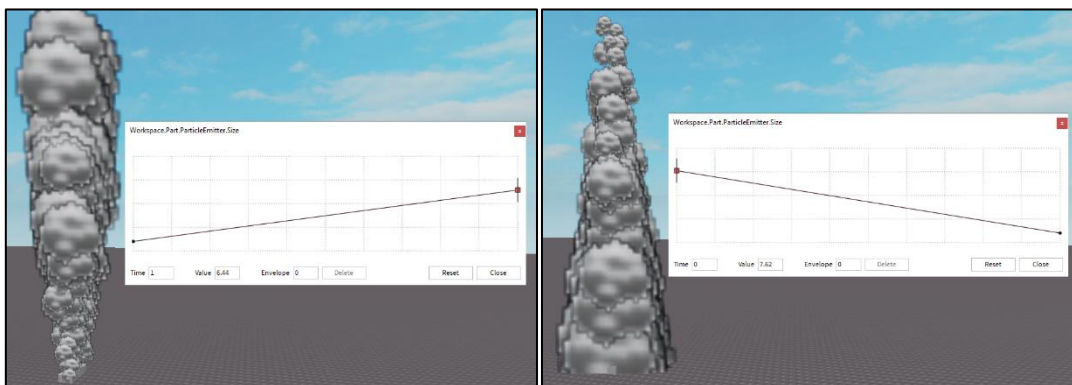 Workspace.Part.ParticleEmitter.Size
x
Time 1 Value 6.44 Envelope 0 Delete Reset Close
Workspace.Part.ParticleEmitter.Size
x
Time 0 Value 7.62 Envelope 0 Delete Reset Close